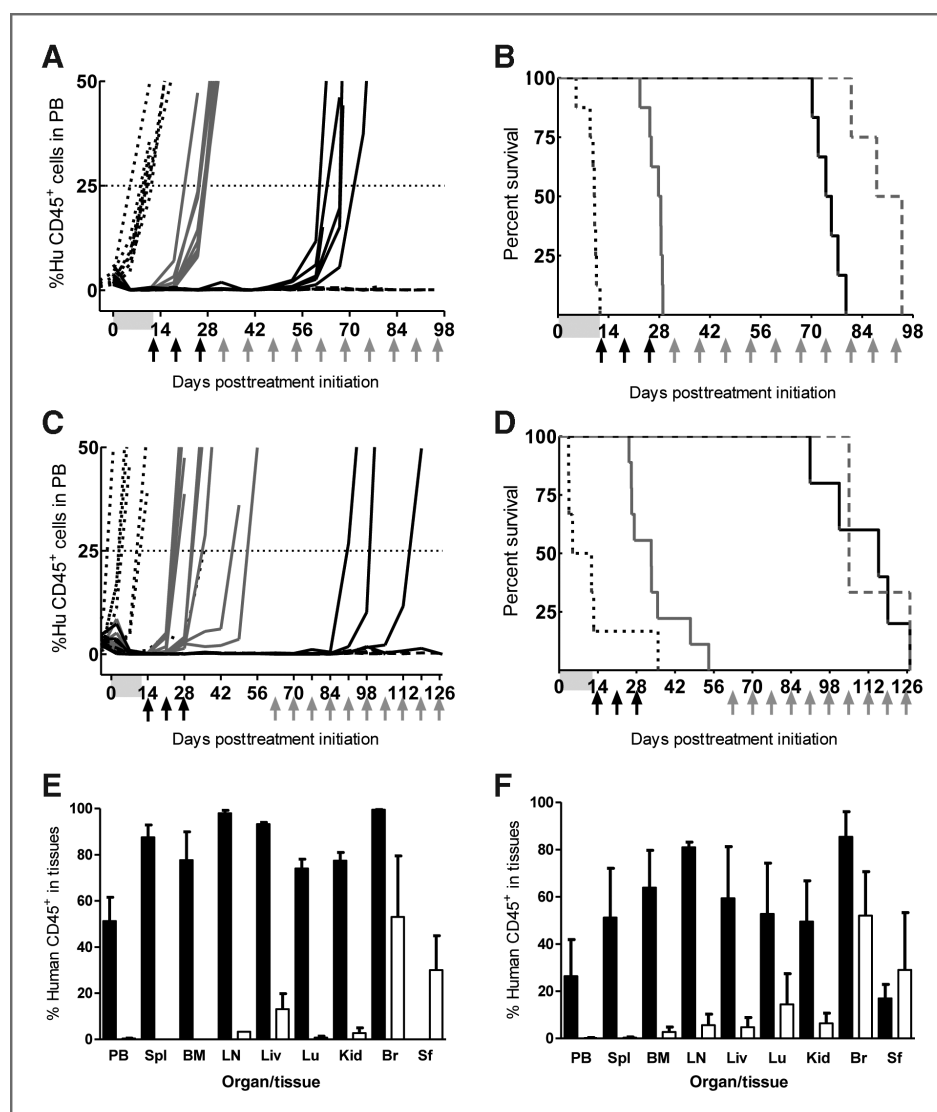 A
B
50
25
0
%Hu CD45+ cells in PB
0 14 28 42 56 70 84 98
Days posttreatment initiation
100
75
50
25
Percent survival
0 14 28 42 56 70 84 98
Days posttreatment initiation
C
D
50
25
0
%Hu CD45+ cells in PB
0 14 28 42 56 70 84 98 112 126
Days posttreatment initiation
100
75
50
25
Percent survival
0 14 28 42 56 70 84 98 112 126
Days posttreatment initiation
E
F
100
80
60
40
20
0
% Human CD45+ in tissues
PB Spl BM LN Liv Lu Kid Br Sf
Organ/tissue
100
80
60
40
20
0
% Human CD45+ in tissues
PB Spl BM LN Liv Lu Kid Br Sf
Organ/tissue